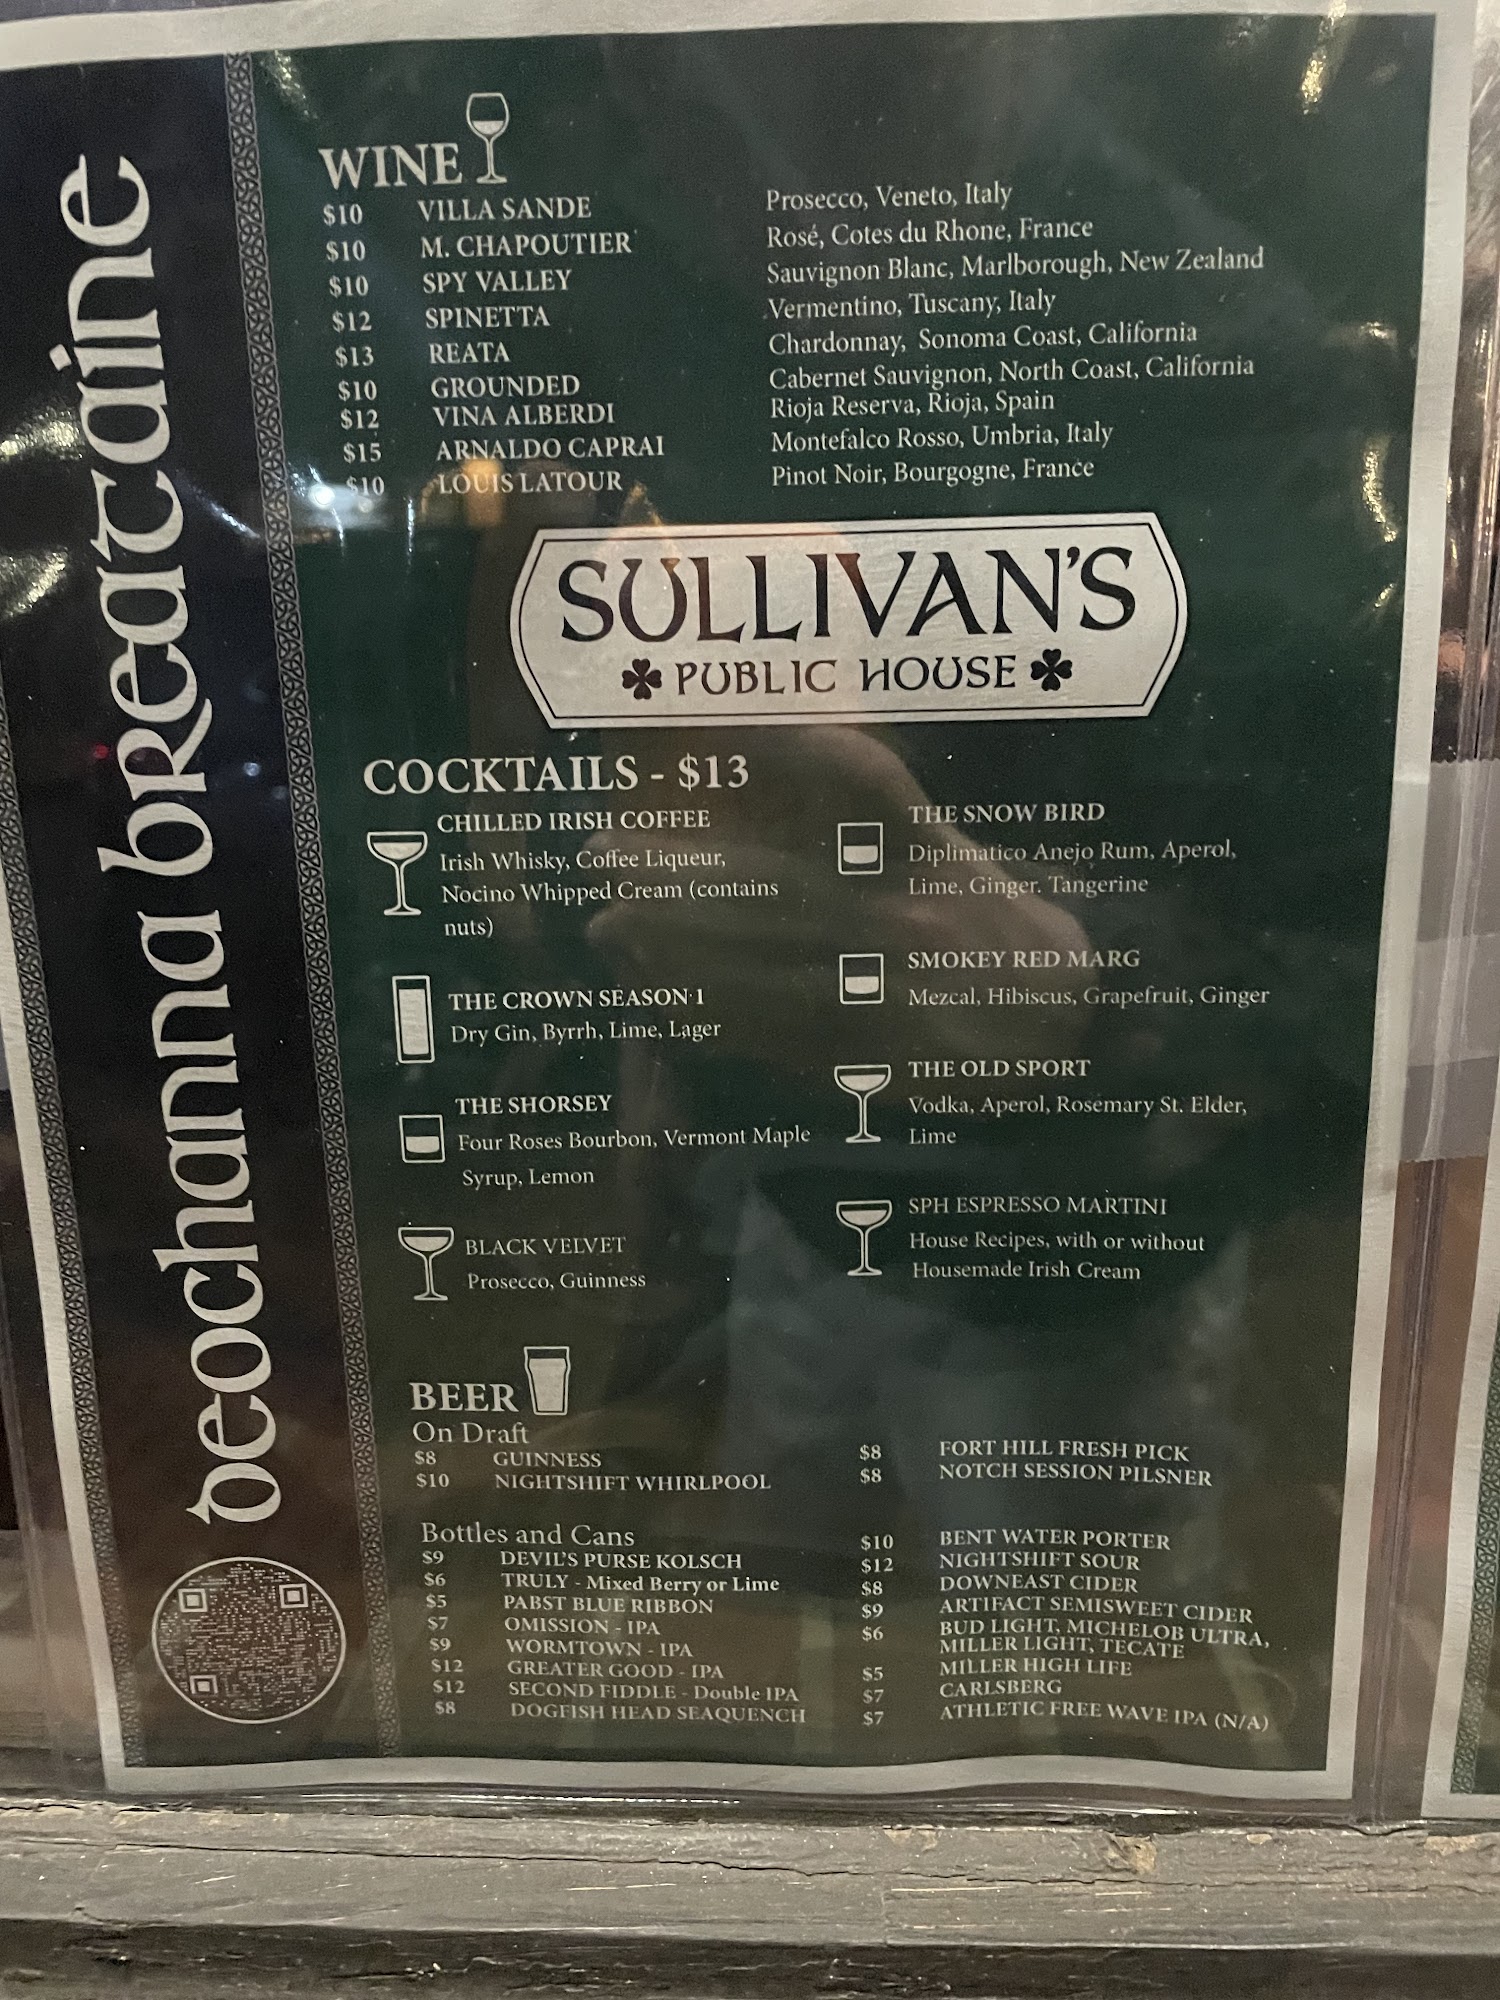 deochanna breataine
WINE
$10 VILLA SANDE Prosecco, Veneto, Italy
$10 M. CHAPOUTIER Rosé, Cotes du Rhone, France
$10 SPY VALLEY Sauvignon Blanc, Marlborough, New Zealand
$12 SPINETTA Vermentino, Tuscany, Italy
$13 REATA Chardonnay, Sonoma Coast, California
$10 GROUNDED Cabernet Sauvignon, North Coast, California
$12 VINA ALBERDI Rioja Reserva, Rioja, Spain
$15 ARNALDO CAPRAI Montefalco Rosso, Umbria, Italy
$10 LOUIS LATOUR Pinot Noir, Bourgogne, France
SULLIVAN'S
PUBLIC HOUSE
COCKTAILS - $13
CHILLED IRISH COFFEE
Irish Whisky, Coffee Liqueur,
Nocino Whipped Cream (contains
nuts)
THE CROWN SEASON 1
Dry Gin, Byrrh, Lime, Lager
THE SHORSEY
Four Roses Bourbon, Vermont Maple
Syrup, Lemon
BLACK VELVET
Prosecco, Guinness
THE SNOW BIRD
Diplimatico Anejo Rum, Aperol,
Lime, Ginger. Tangerine
SMOKEY RED MARG
Mezcal, Hibiscus, Grapefruit, Ginger
THE OLD SPORT
Vodka, Aperol, Rosemary St. Elder,
Lime
SPH ESPRESSO MARTINI
House Recipes, with or without
Housemade Irish Cream
BEER
On Draft
$8 GUINNESS
$10 NIGHTSHIFT WHIRLPOOL
$8 FORT HILL FRESH PICK
$8 NOTCH SESSION PILSNER
Bottles and Cans
$9 DEVIL'S PURSE KOLSCH
$6 TRULY - Mixed Berry or Lime
$5 PABST BLUE RIBBON
$7 OMISSION - IPA
$9 WORMTOWN - IPA
$12 GREATER GOOD - IPA
$12 SECOND FIDDLE - Double IPA
$8 DOGFISH HEAD SEAQUENCH
$10 BENT WATER PORTER
$12 NIGHTSHIFT SOUR
$8 DOWNEAST CIDER
$9 ARTIFACT SEMISWEET CIDER
$6 BUD LIGHT, MICHELOB ULTRA,
MILLER LIGHT, TECATE
$5 MILLER HIGH LIFE
$7 CARLSBERG
$7 ATHLETIC FREE WAVE IPA (N/A)